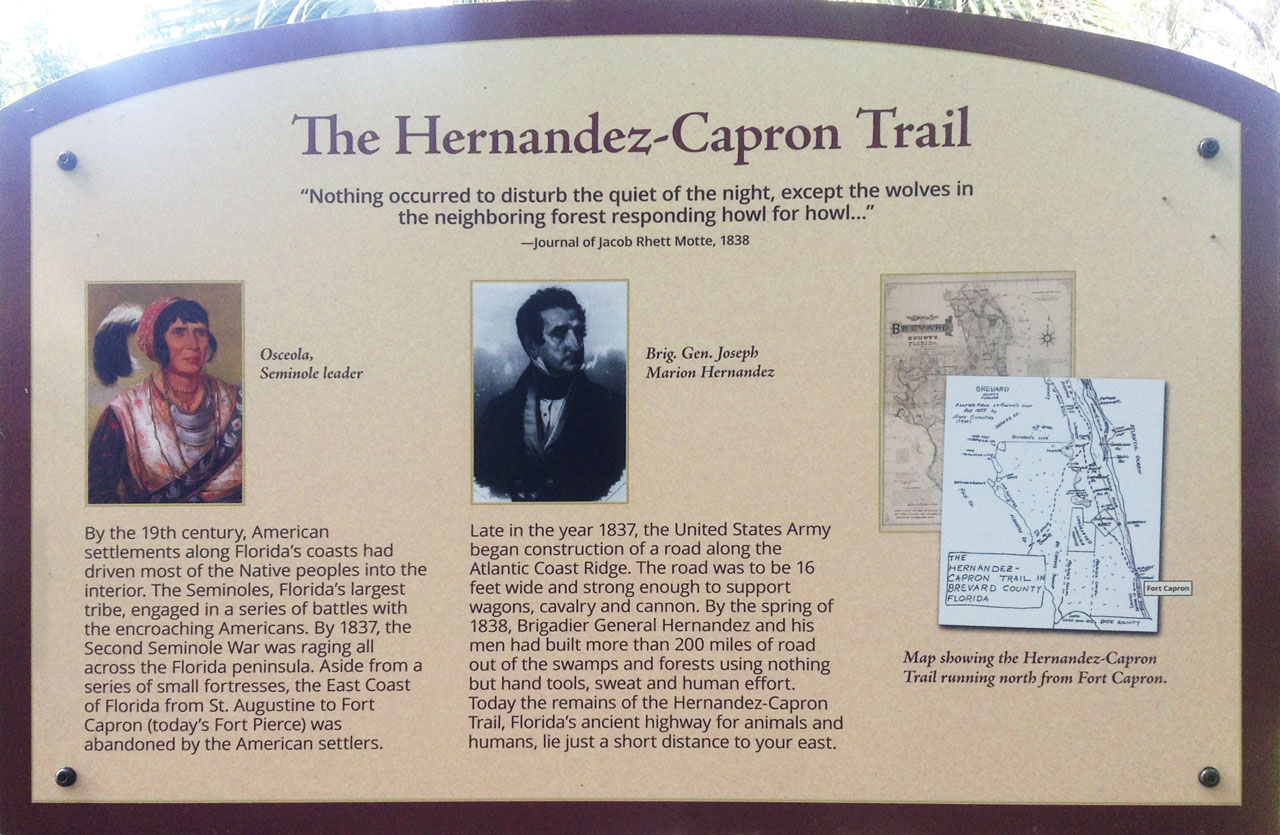 The Hernandez-Capron Trail
“Nothing occurred to disturb the quiet of the night, except the wolves in
the neighboring forest responding howl for howl...”
—Journal of Jacob Rhett Motte, 1838
Osceola,
Seminole leader
By the 19th century, American
settlements along Florida’s coasts had
driven most of the Native peoples into the
interior. The Seminoles, Florida’s largest
tribe, engaged in a series of battles with
the encroaching Americans. By 1837, the
Second Seminole War was raging all
across the Florida peninsula. Aside from a
series of small fortresses, the East Coast
of Florida from St. Augustine to Fort
Capron (today’s Fort Pierce) was
abandoned by the American settlers.
Brig. Gen. Joseph
Marion Hernandez
Late in the year 1837, the United States Army
began construction of a road along the
Atlantic Coast Ridge. The road was to be 16
feet wide and strong enough to support
wagons, cavalry and cannon. By the spring of
1838, Brigadier General Hernandez and his
men had built more than 200 miles of road
out of the swamps and forests using nothing
but hand tools, sweat and human effort.
Today the remains of the Hernandez-Capron
Trail, Florida’s ancient highway for animals and
humans, lie just a short distance to your east.
BREVARD
COUNTY
FLORIDA
BREVARD
COUNTY
FLORIDA
ATLANTIC OCEAN
THE
HERNANDEZ-
CAPRON TRAIL IN
BREVARD COUNTY
FLORIDA
Fort Capron
DADE COUNTY
Map showing the Hernandez-Capron
Trail running north from Fort Capron.